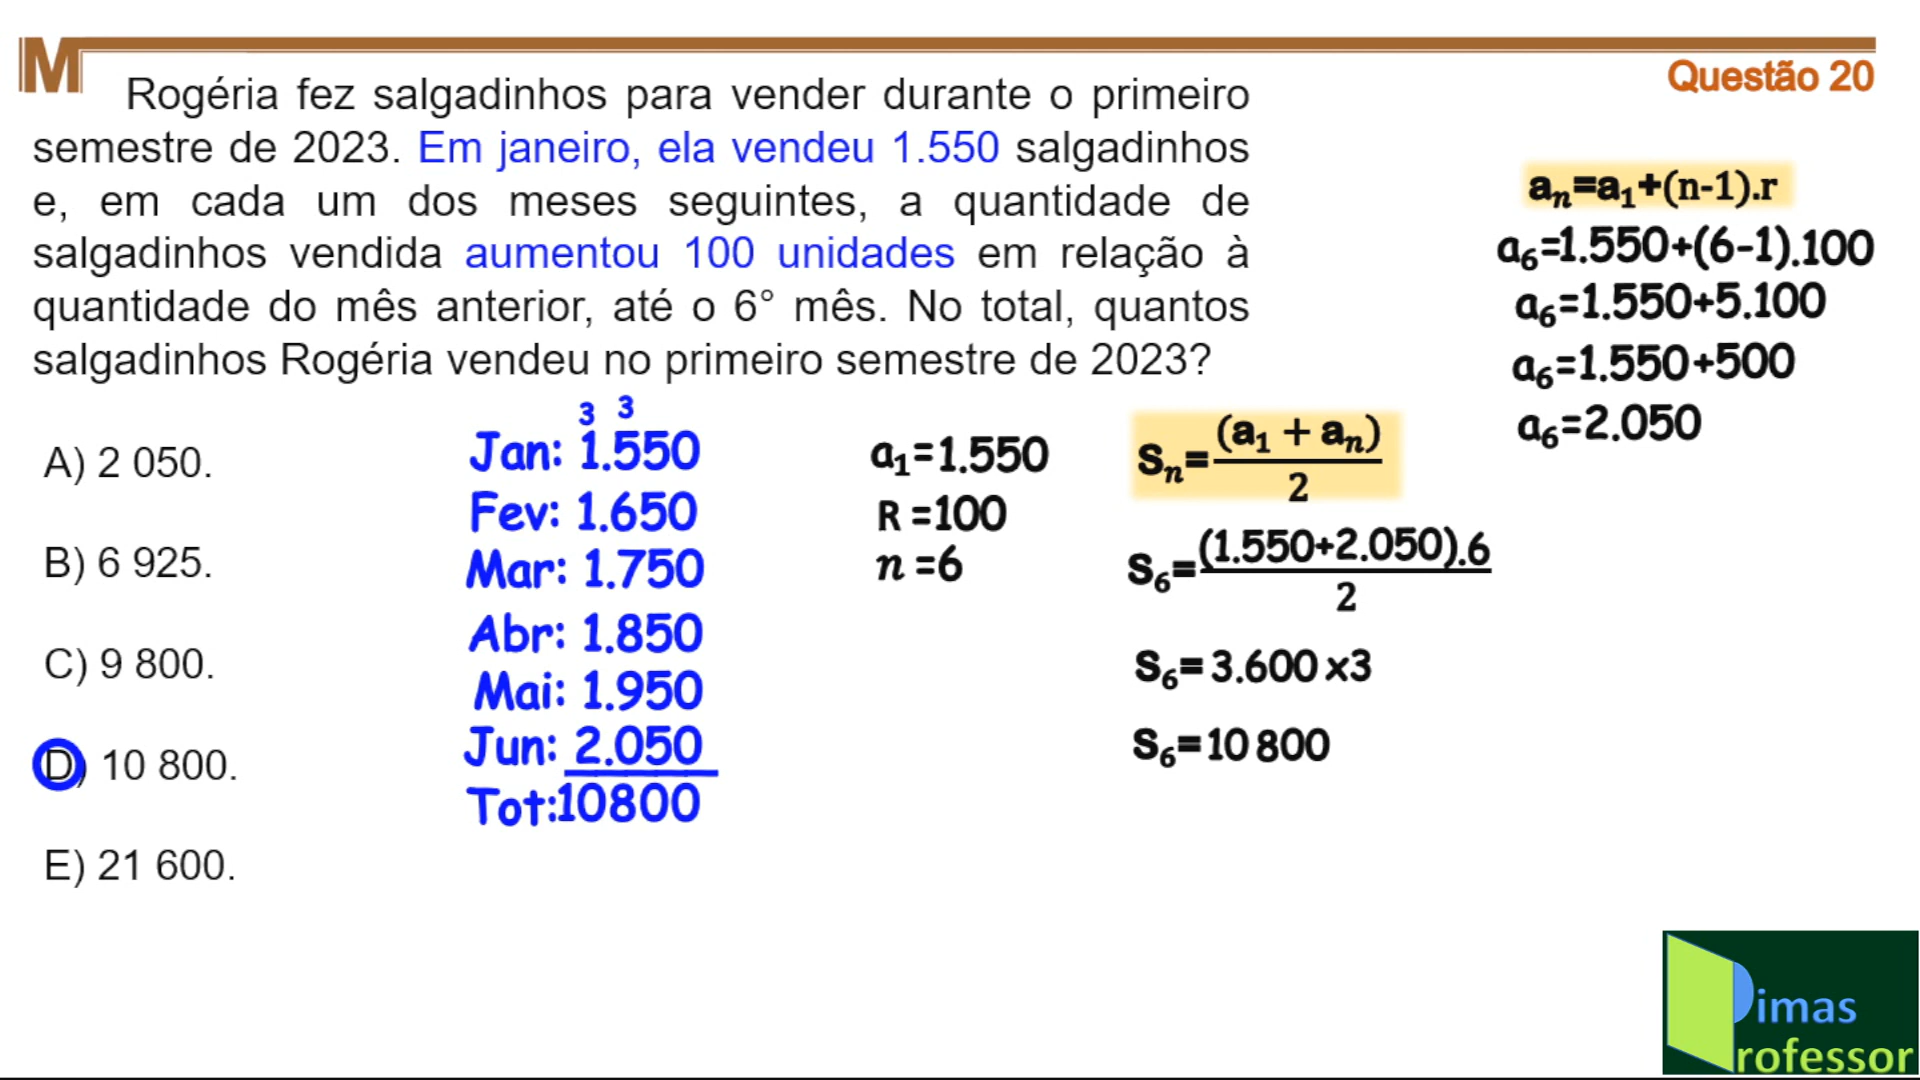 M
Questão 20
Rogéria fez salgadinhos para vender durante o primeiro
semestre de 2023. Em janeiro, ela vendeu 1.550 salgadinhos
e, em cada um dos meses seguintes, a quantidade de
salgadinhos vendida aumentou 100 unidades em relação à
quantidade do mês anterior, até o 6° mês. No total, quantos
salgadinhos Rogéria vendeu no primeiro semestre de 2023?
A) 2 050.
B) 6 925.
C) 9 800.
D) 10 800.
E) 21 600.
3 3
Jan: 1.550
Fev: 1.650
Mar: 1.750
Abr: 1.850
Mai: 1.950
Jun: 2.050
Tot:10800
a₁=1.550
R =100
n =6
Sₙ=(a₁ + aₙ)/2
S₆=(1.550+2.050).6/2
S₆=3.600 x3
S₆=10 800
aₙ=a₁+(n-1).r
a₆=1.550+(6-1).100
a₆=1.550+5.100
a₆=1.550+500
a₆=2.050
Dimas
Professor